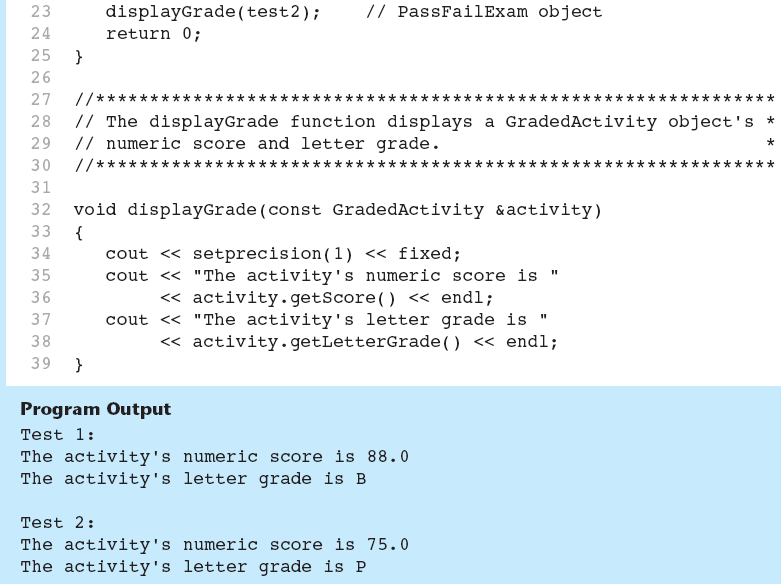 23 displayGrade(test2); // PassFailExam object
24 return 0;
25 }
26
27 //****************************************************************
28 // The displayGrade function displays a GradedActivity object's *
29 // numeric score and letter grade. *
30 //****************************************************************
31
32 void displayGrade(const GradedActivity &activity)
33 {
34 cout << setprecision(1) << fixed;
35 cout << "The activity's numeric score is "
36 << activity.getScore() << endl;
37 cout << "The activity's letter grade is "
38 << activity.getLetterGrade() << endl;
39 }
Program Output
Test 1:
The activity's numeric score is 88.0
The activity's letter grade is B
Test 2:
The activity's numeric score is 75.0
The activity's letter grade is P